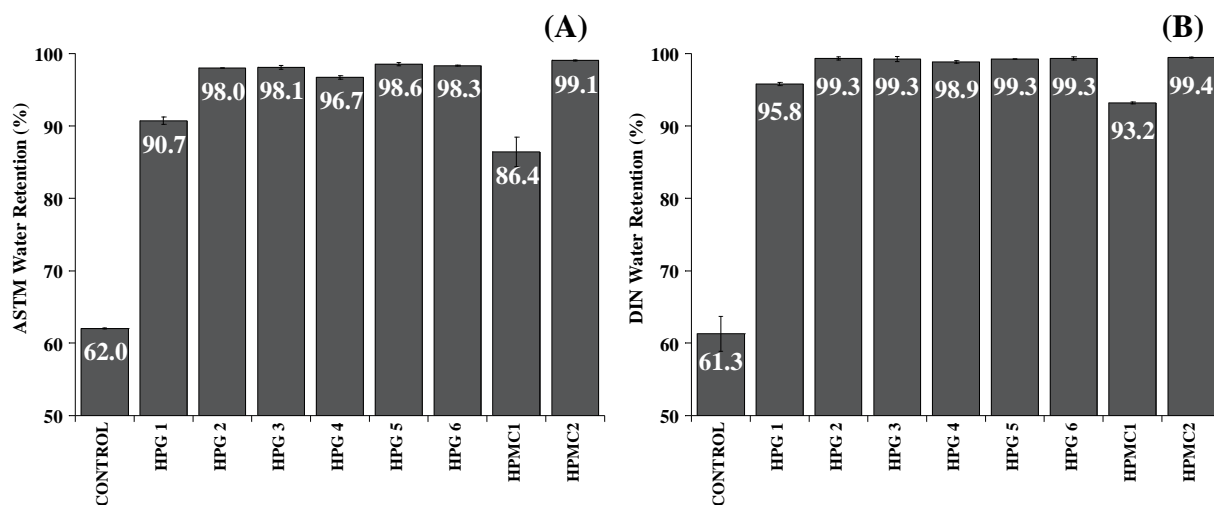 (A)
ASTM Water Retention (%)
100
90
80
70
60
50
62.0
90.7
98.0
98.1
96.7
98.6
98.3
86.4
99.1
CONTROL
HPG 1
HPG 2
HPG 3
HPG 4
HPG 5
HPG 6
HPMC1
HPMC2
(B)
DIN Water Retention (%)
100
90
80
70
60
50
61.3
95.8
99.3
99.3
98.9
99.3
99.3
93.2
99.4
CONTROL
HPG 1
HPG 2
HPG 3
HPG 4
HPG 5
HPG 6
HPMC1
HPMC2